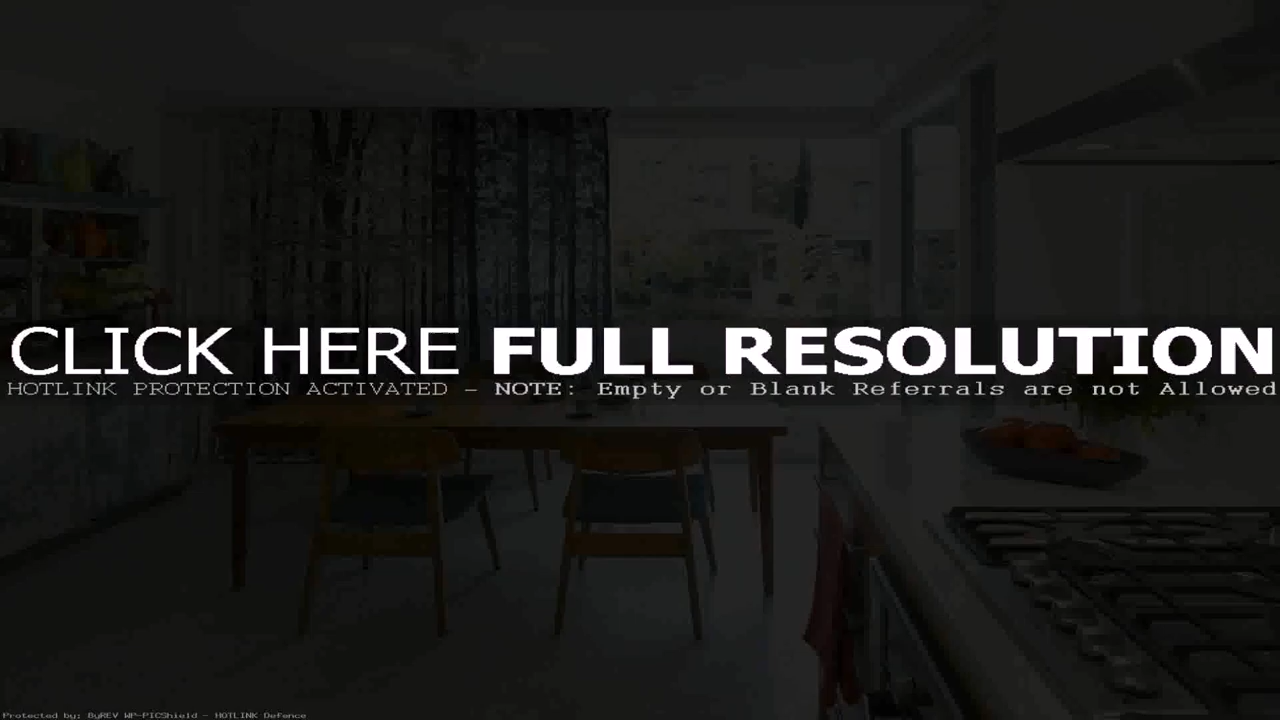 CLICK HERE FULL RESOLUTION
HOTLINK PROTECTION ACTIVATED - NOTE: Empty or Blank Referrals are not Allowed
Protected by: ByREV WP-PICShield - HOTLINK Defence